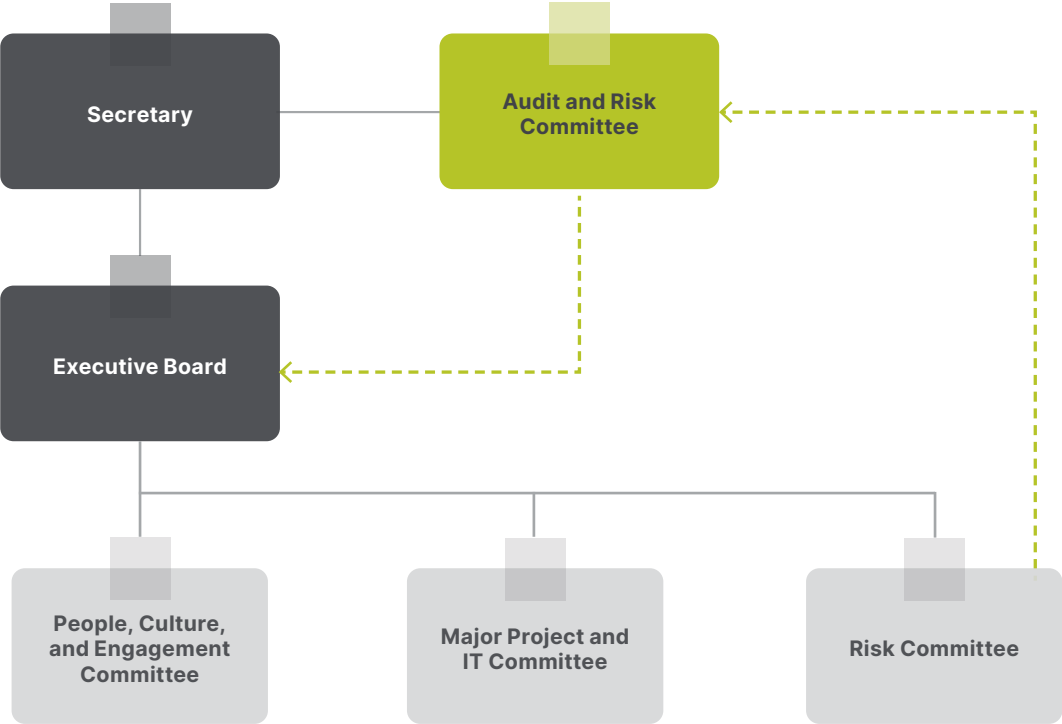 Secretary
Audit and Risk
Committee
Executive Board
People, Culture,
and Engagement
Committee
Major Project and
IT Committee
Risk Committee